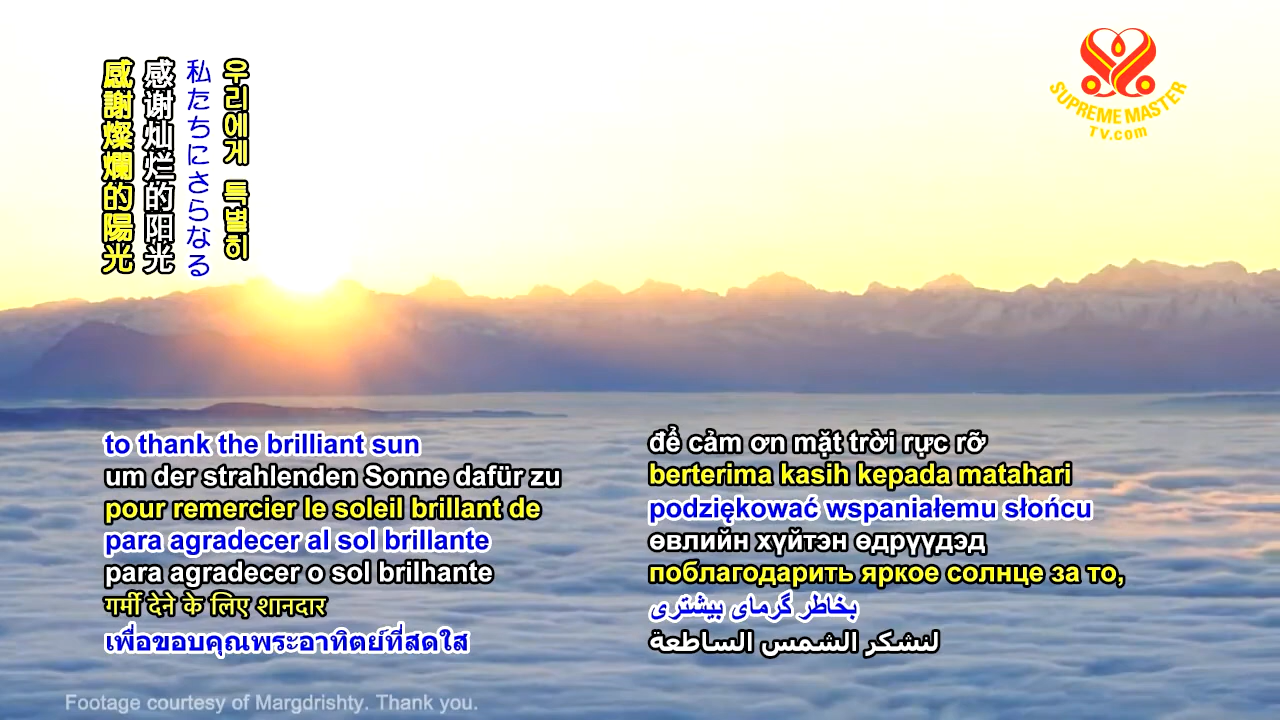 感謝燦爛的陽光
感谢灿烂的阳光
私たちにさらなる
우리에게 특별히
SUPREME MASTER
TV.com
to thank the brilliant sun
um der strahlenden Sonne dafür zu
pour remercier le soleil brillant de
para agradecer al sol brillante
para agradecer o sol brilhante
गर्मी देने के लिए शानदार
เพื่อขอบคุณพระอาทิตย์ที่สดใส
để cảm ơn mặt trời rực rỡ
berterima kasih kepada matahari
podziękować wspaniałemu słońcu
өвлийн хүйтэн өдрүүдэд
поблагодарить яркое солнце за то,
بخاطر گرمای بیشتری
لنشكر الشمس الساطعة
Footage courtesy of Margdrishty. Thank you.